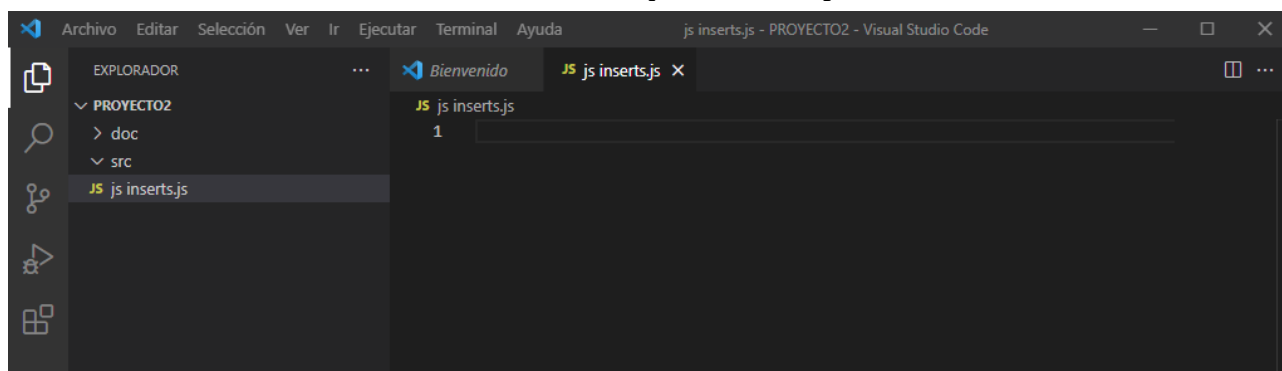 Archivo Editar Selección Ver Ir Ejecutar Terminal Ayuda js inserts.js - PROYECTO2 - Visual Studio Code
EXPLORADOR
PROYECTO2
doc
src
JS js inserts.js
Bienvenido JS js inserts.js
JS js inserts.js
1